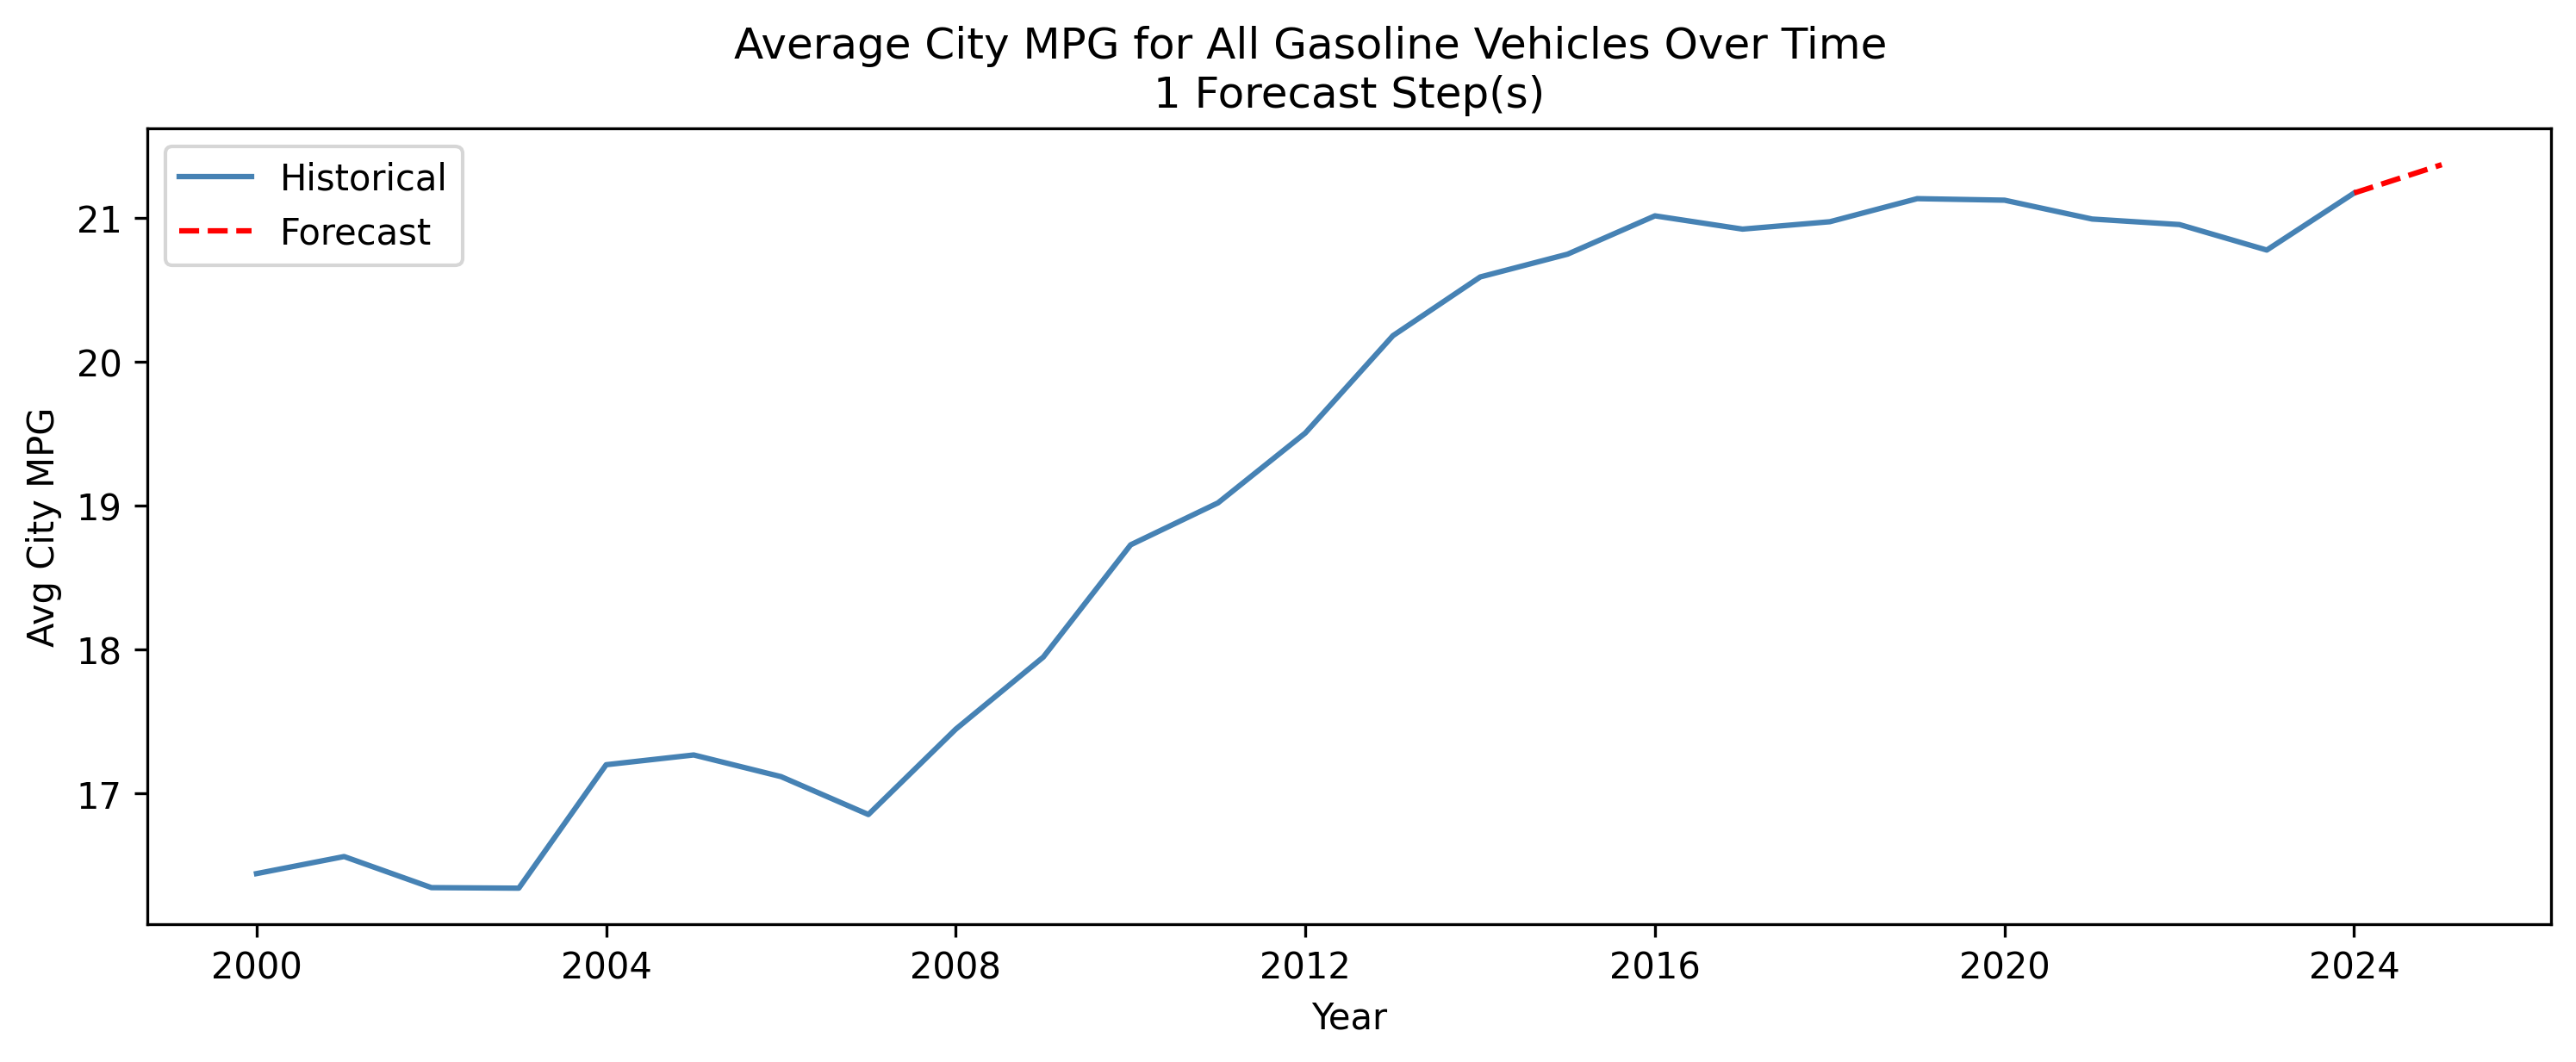 Average City MPG for All Gasoline Vehicles Over Time
1 Forecast Step(s)
Historical
Forecast
Avg City MPG
21
20
19
18
17
2000 2004 2008 2012 2016 2020 2024
Year